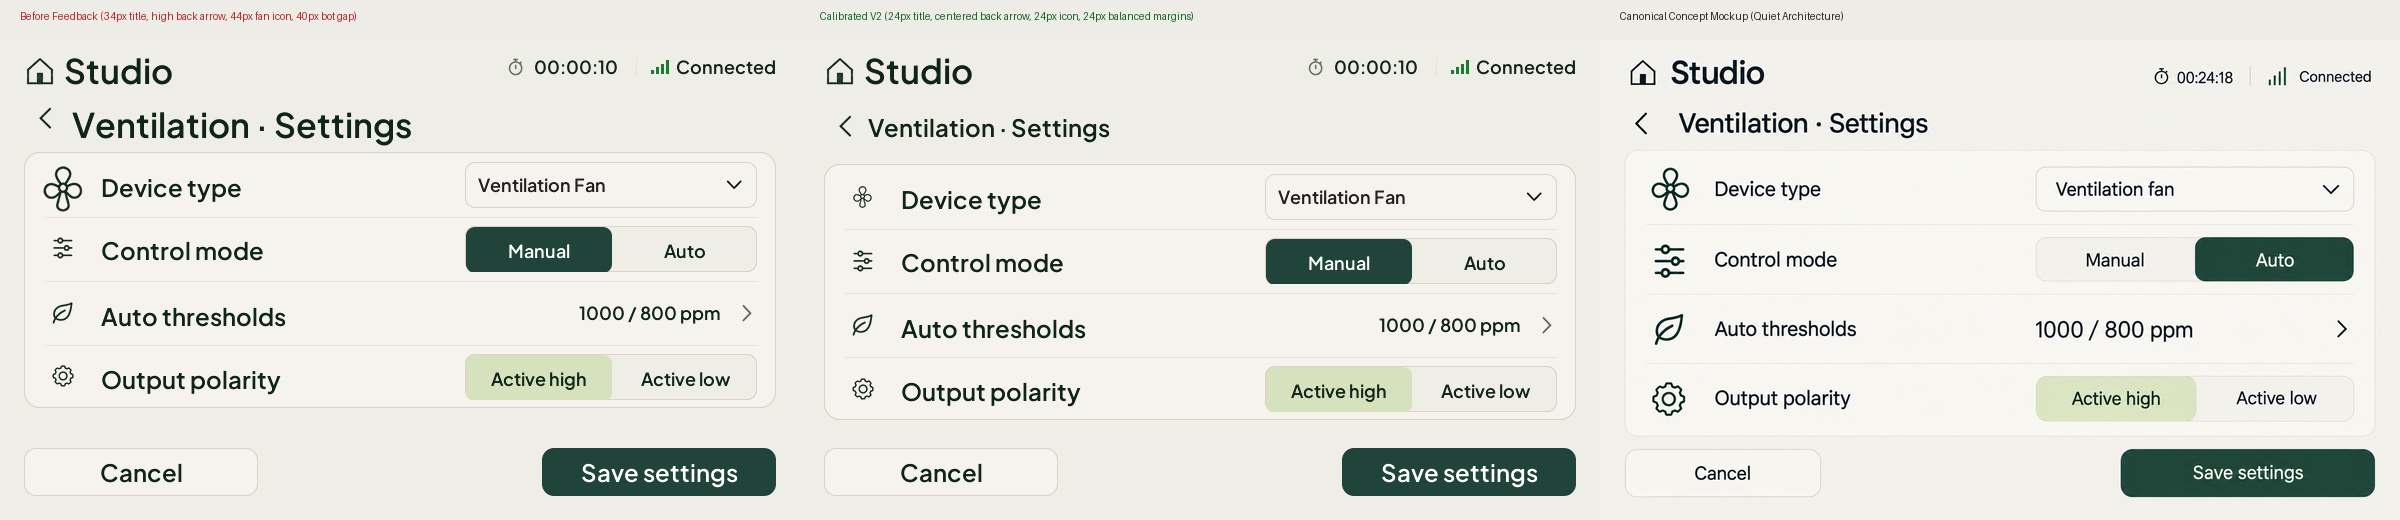 Before Feedback (34px title, high back arrow, 44px fan icon, 40px bot gap)
Studio
00:00:10
Connected
Ventilation · Settings
Device type
Ventilation Fan
Control mode
Manual
Auto
Auto thresholds
1000 / 800 ppm
Output polarity
Active high
Active low
Cancel
Save settings
Calibrated V2 (24px title, centered back arrow, 24px icon, 24px balanced margins)
Studio
00:00:10
Connected
Ventilation · Settings
Device type
Ventilation Fan
Control mode
Manual
Auto
Auto thresholds
1000 / 800 ppm
Output polarity
Active high
Active low
Cancel
Save settings
Canonical Concept Mockup (Quiet Architecture)
Studio
00:24:18
Connected
Ventilation · Settings
Device type
Ventilation fan
Control mode
Manual
Auto
Auto thresholds
1000 / 800 ppm
Output polarity
Active high
Active low
Cancel
Save settings